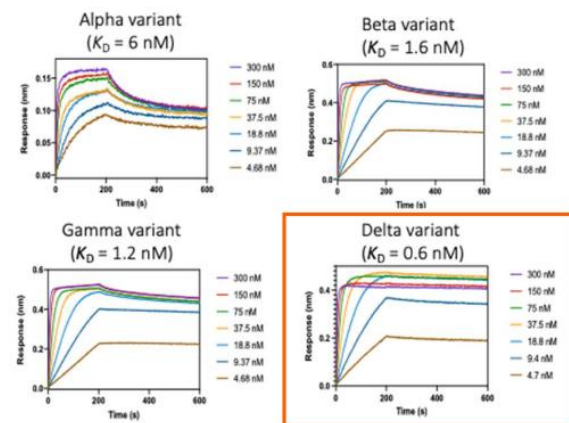 Alpha variant
(KD = 6 nM)
Response (nm)
0.15
0.10
0.05
0.00
0 200 400 600
Time (s)
300 nM
150 nM
75 nM
37.5 nM
18.8 nM
9.37 nM
4.68 nM
Beta variant
(KD = 1.6 nM)
Response (nm)
0.6
0.4
0.2
0.0
0 200 400 600
Time (s)
300 nM
150 nM
75 nM
37.5 nM
18.8 nM
9.37 nM
4.68 nM
Gamma variant
(KD = 1.2 nM)
Response (nm)
0.6
0.4
0.2
0.0
0 200 400 600
Time (s)
300 nM
150 nM
75 nM
37.5 nM
18.8 nM
9.37 nM
4.68 nM
Delta variant
(KD = 0.6 nM)
Response (nm)
0.4
0.2
0.0
0 200 400 600
Time (s)
300 nM
150 nM
75 nM
37.5 nM
18.8 nM
9.4 nM
4.7 nM